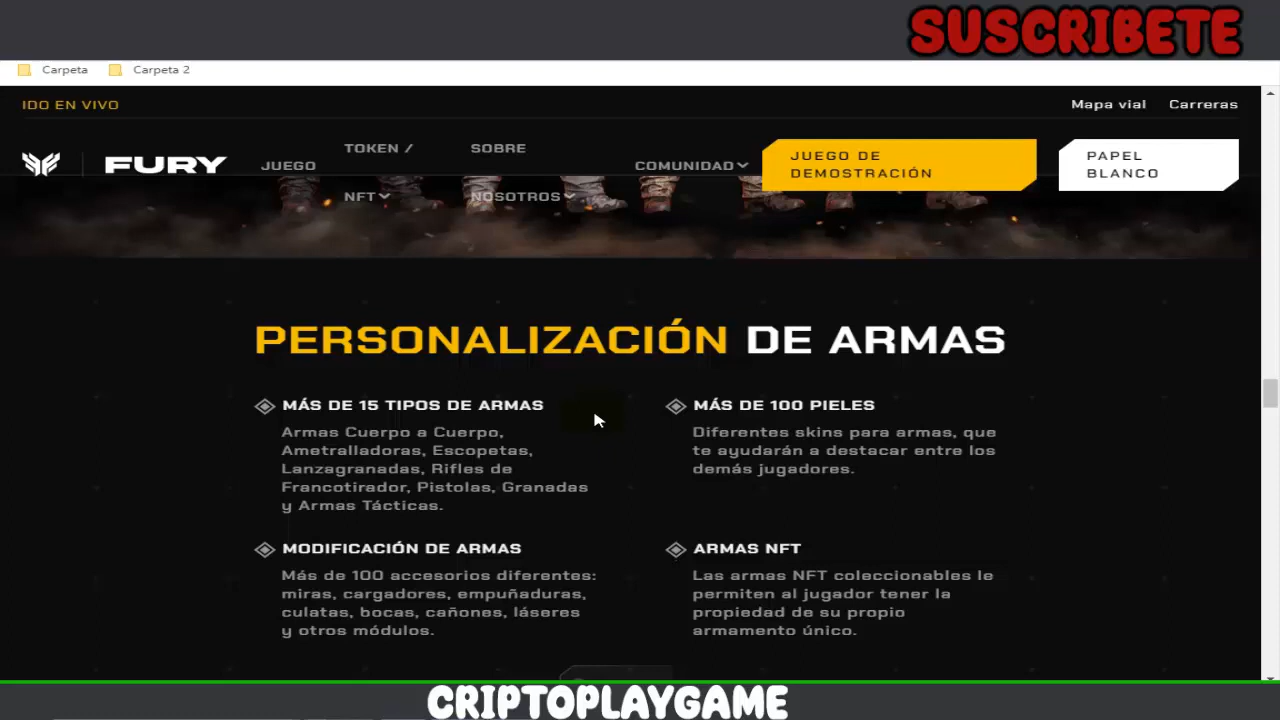 SUSCRIBETE
Carpeta
Carpeta 2
IDO EN VIVO
Mapa vial
Carreras
FURY
JUEGO
TOKEN /
NFT
SOBRE
NOSOTROS
COMUNIDAD
JUEGO DE
DEMOSTRACIÓN
PAPEL
BLANCO
PERSONALIZACIÓN DE ARMAS
MÁS DE 15 TIPOS DE ARMAS
Armas Cuerpo a Cuerpo,
Ametralladoras, Escopetas,
Lanzagranadas, Rifles de
Francotirador, Pistolas, Granadas
y Armas Tácticas.
MÁS DE 100 PIELES
Diferentes skins para armas, que
te ayudarán a destacar entre los
demás jugadores.
MODIFICACIÓN DE ARMAS
Más de 100 accesorios diferentes:
miras, cargadores, empuñaduras,
culatas, bocas, cañones, láseres
y otros módulos.
ARMAS NFT
Las armas NFT coleccionables le
permiten al jugador tener la
propiedad de su propio
armamento único.
CRIPTOPLAYGAME